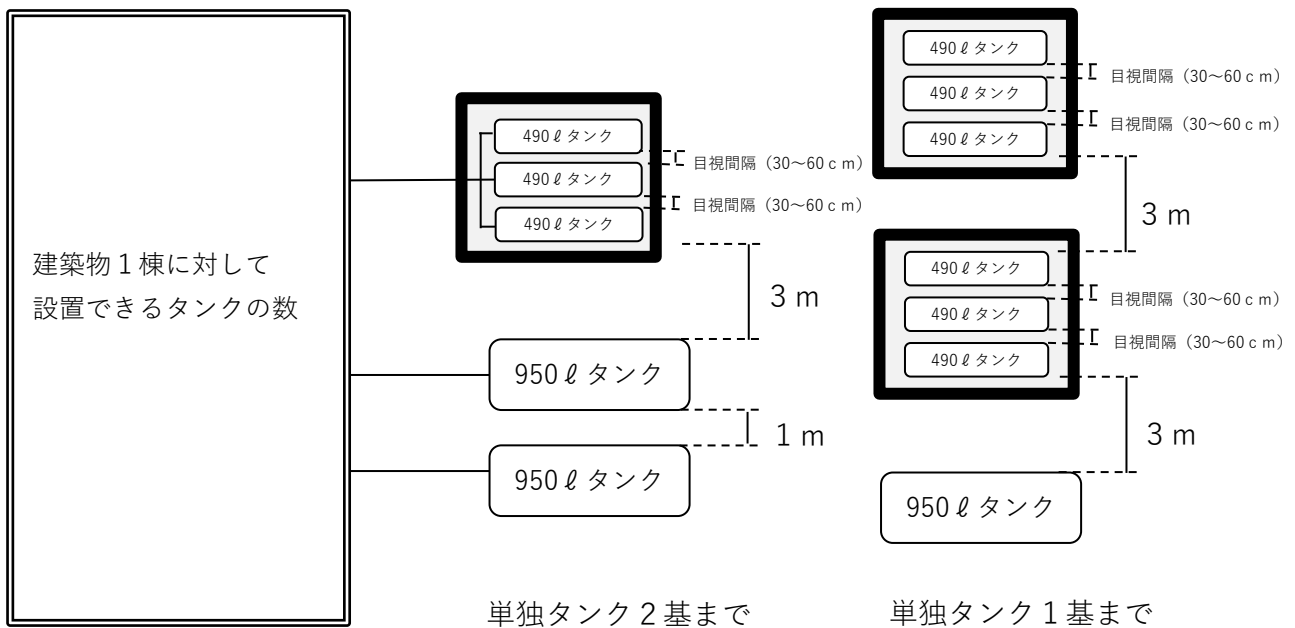 建築物１棟に対して
設置できるタンクの数
490ℓタンク
490ℓタンク
490ℓタンク
目視間隔（30～60ｃｍ）
目視間隔（30～60ｃｍ）
3ｍ
950ℓタンク
1ｍ
950ℓタンク
単独タンク２基まで
490ℓタンク
490ℓタンク
490ℓタンク
目視間隔（30～60ｃｍ）
目視間隔（30～60ｃｍ）
3ｍ
490ℓタンク
490ℓタンク
490ℓタンク
目視間隔（30～60ｃｍ）
目視間隔（30～60ｃｍ）
3ｍ
950ℓタンク
単独タンク１基まで